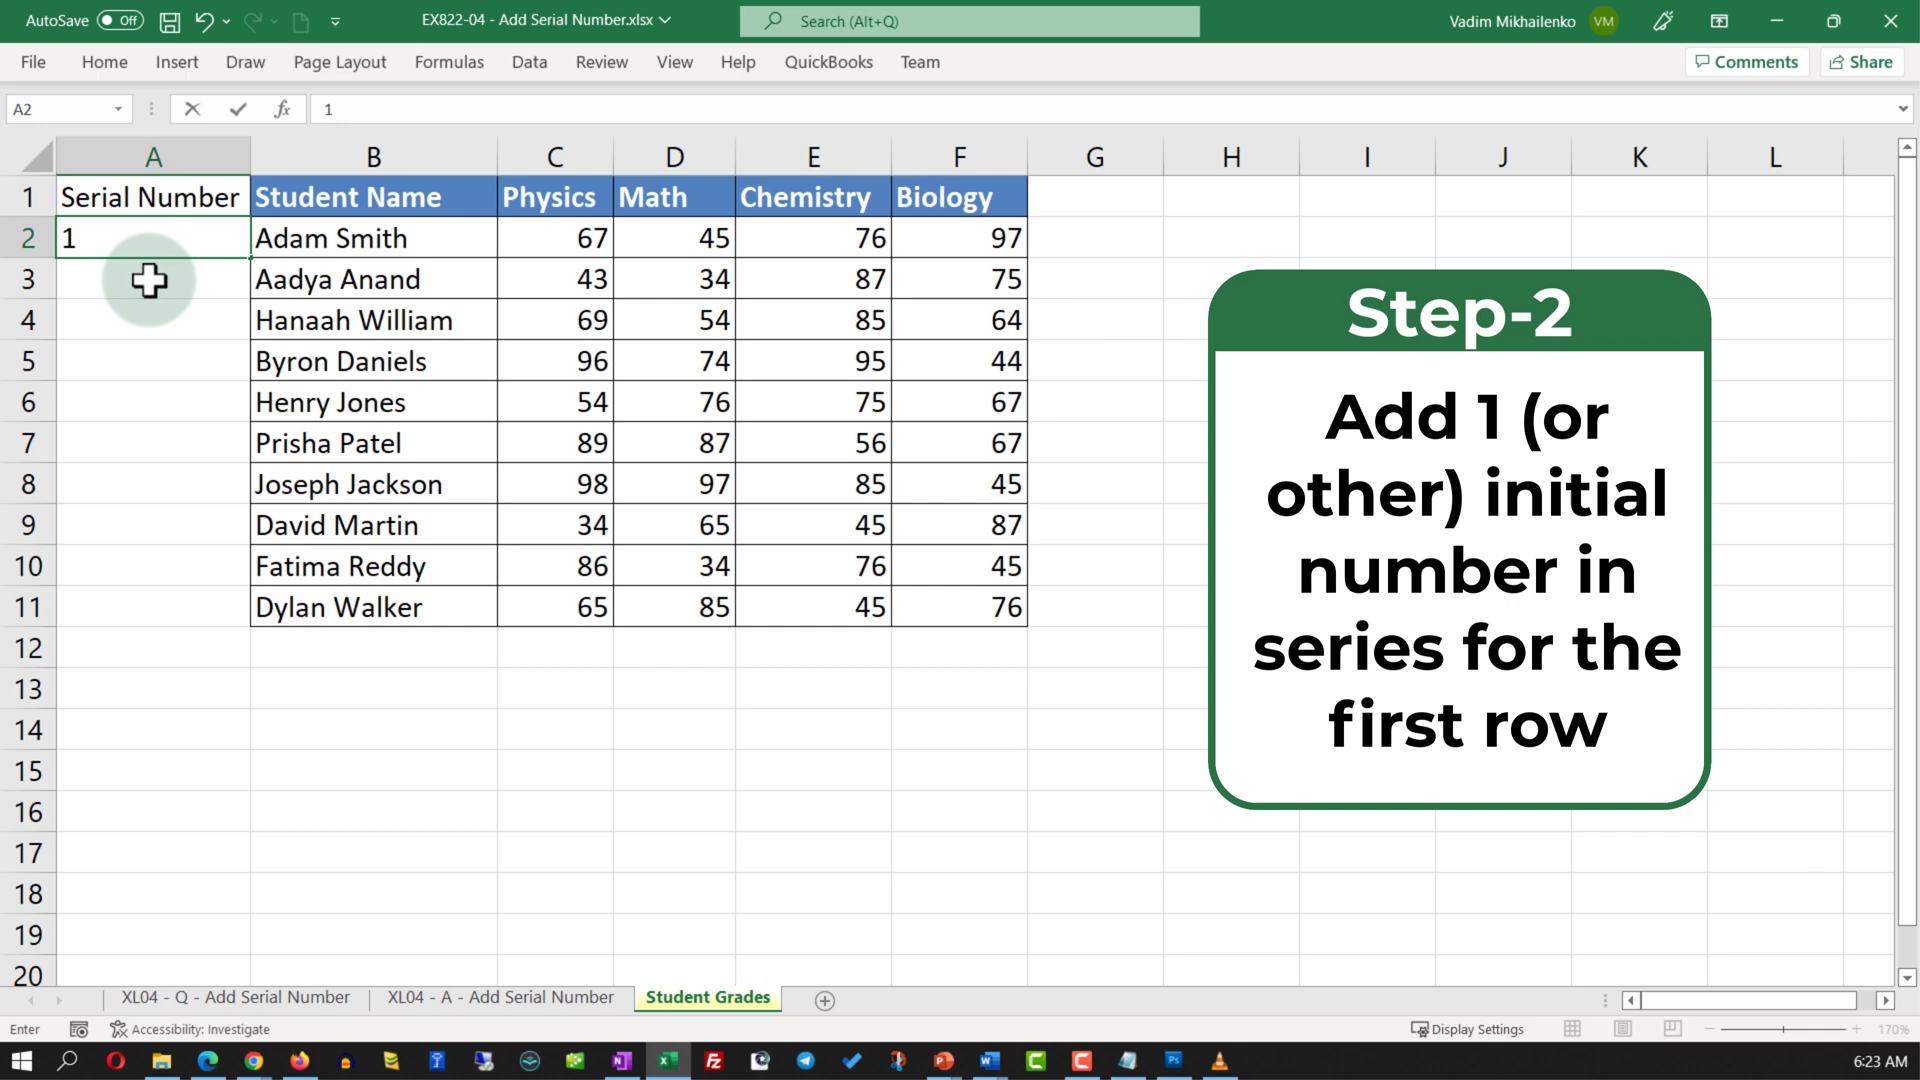 AutoSave Off EX822-04 - Add Serial Number.xlsx Search (Alt+Q) Vadim Mikhailenko VM
File Home Insert Draw Page Layout Formulas Data Review View Help QuickBooks Team Comments Share
A2 fx 1
A B C D E F G H I J K L
1 Serial Number Student Name Physics Math Chemistry Biology
2 1 Adam Smith 67 45 76 97
3 Aadya Anand 43 34 87 75
4 Hanaah William 69 54 85 64
5 Byron Daniels 96 74 95 44
6 Henry Jones 54 76 75 67
7 Prisha Patel 89 87 56 67
8 Joseph Jackson 98 97 85 45
9 David Martin 34 65 45 87
10 Fatima Reddy 86 34 76 45
11 Dylan Walker 65 85 45 76
12
13
14
15
16
17
18
19
20
Step-2
Add 1 (or
other) initial
number in
series for the
first row
XL04 - Q - Add Serial Number XL04 - A - Add Serial Number Student Grades
Enter Accessibility: Investigate Display Settings 170%
6:23 AM